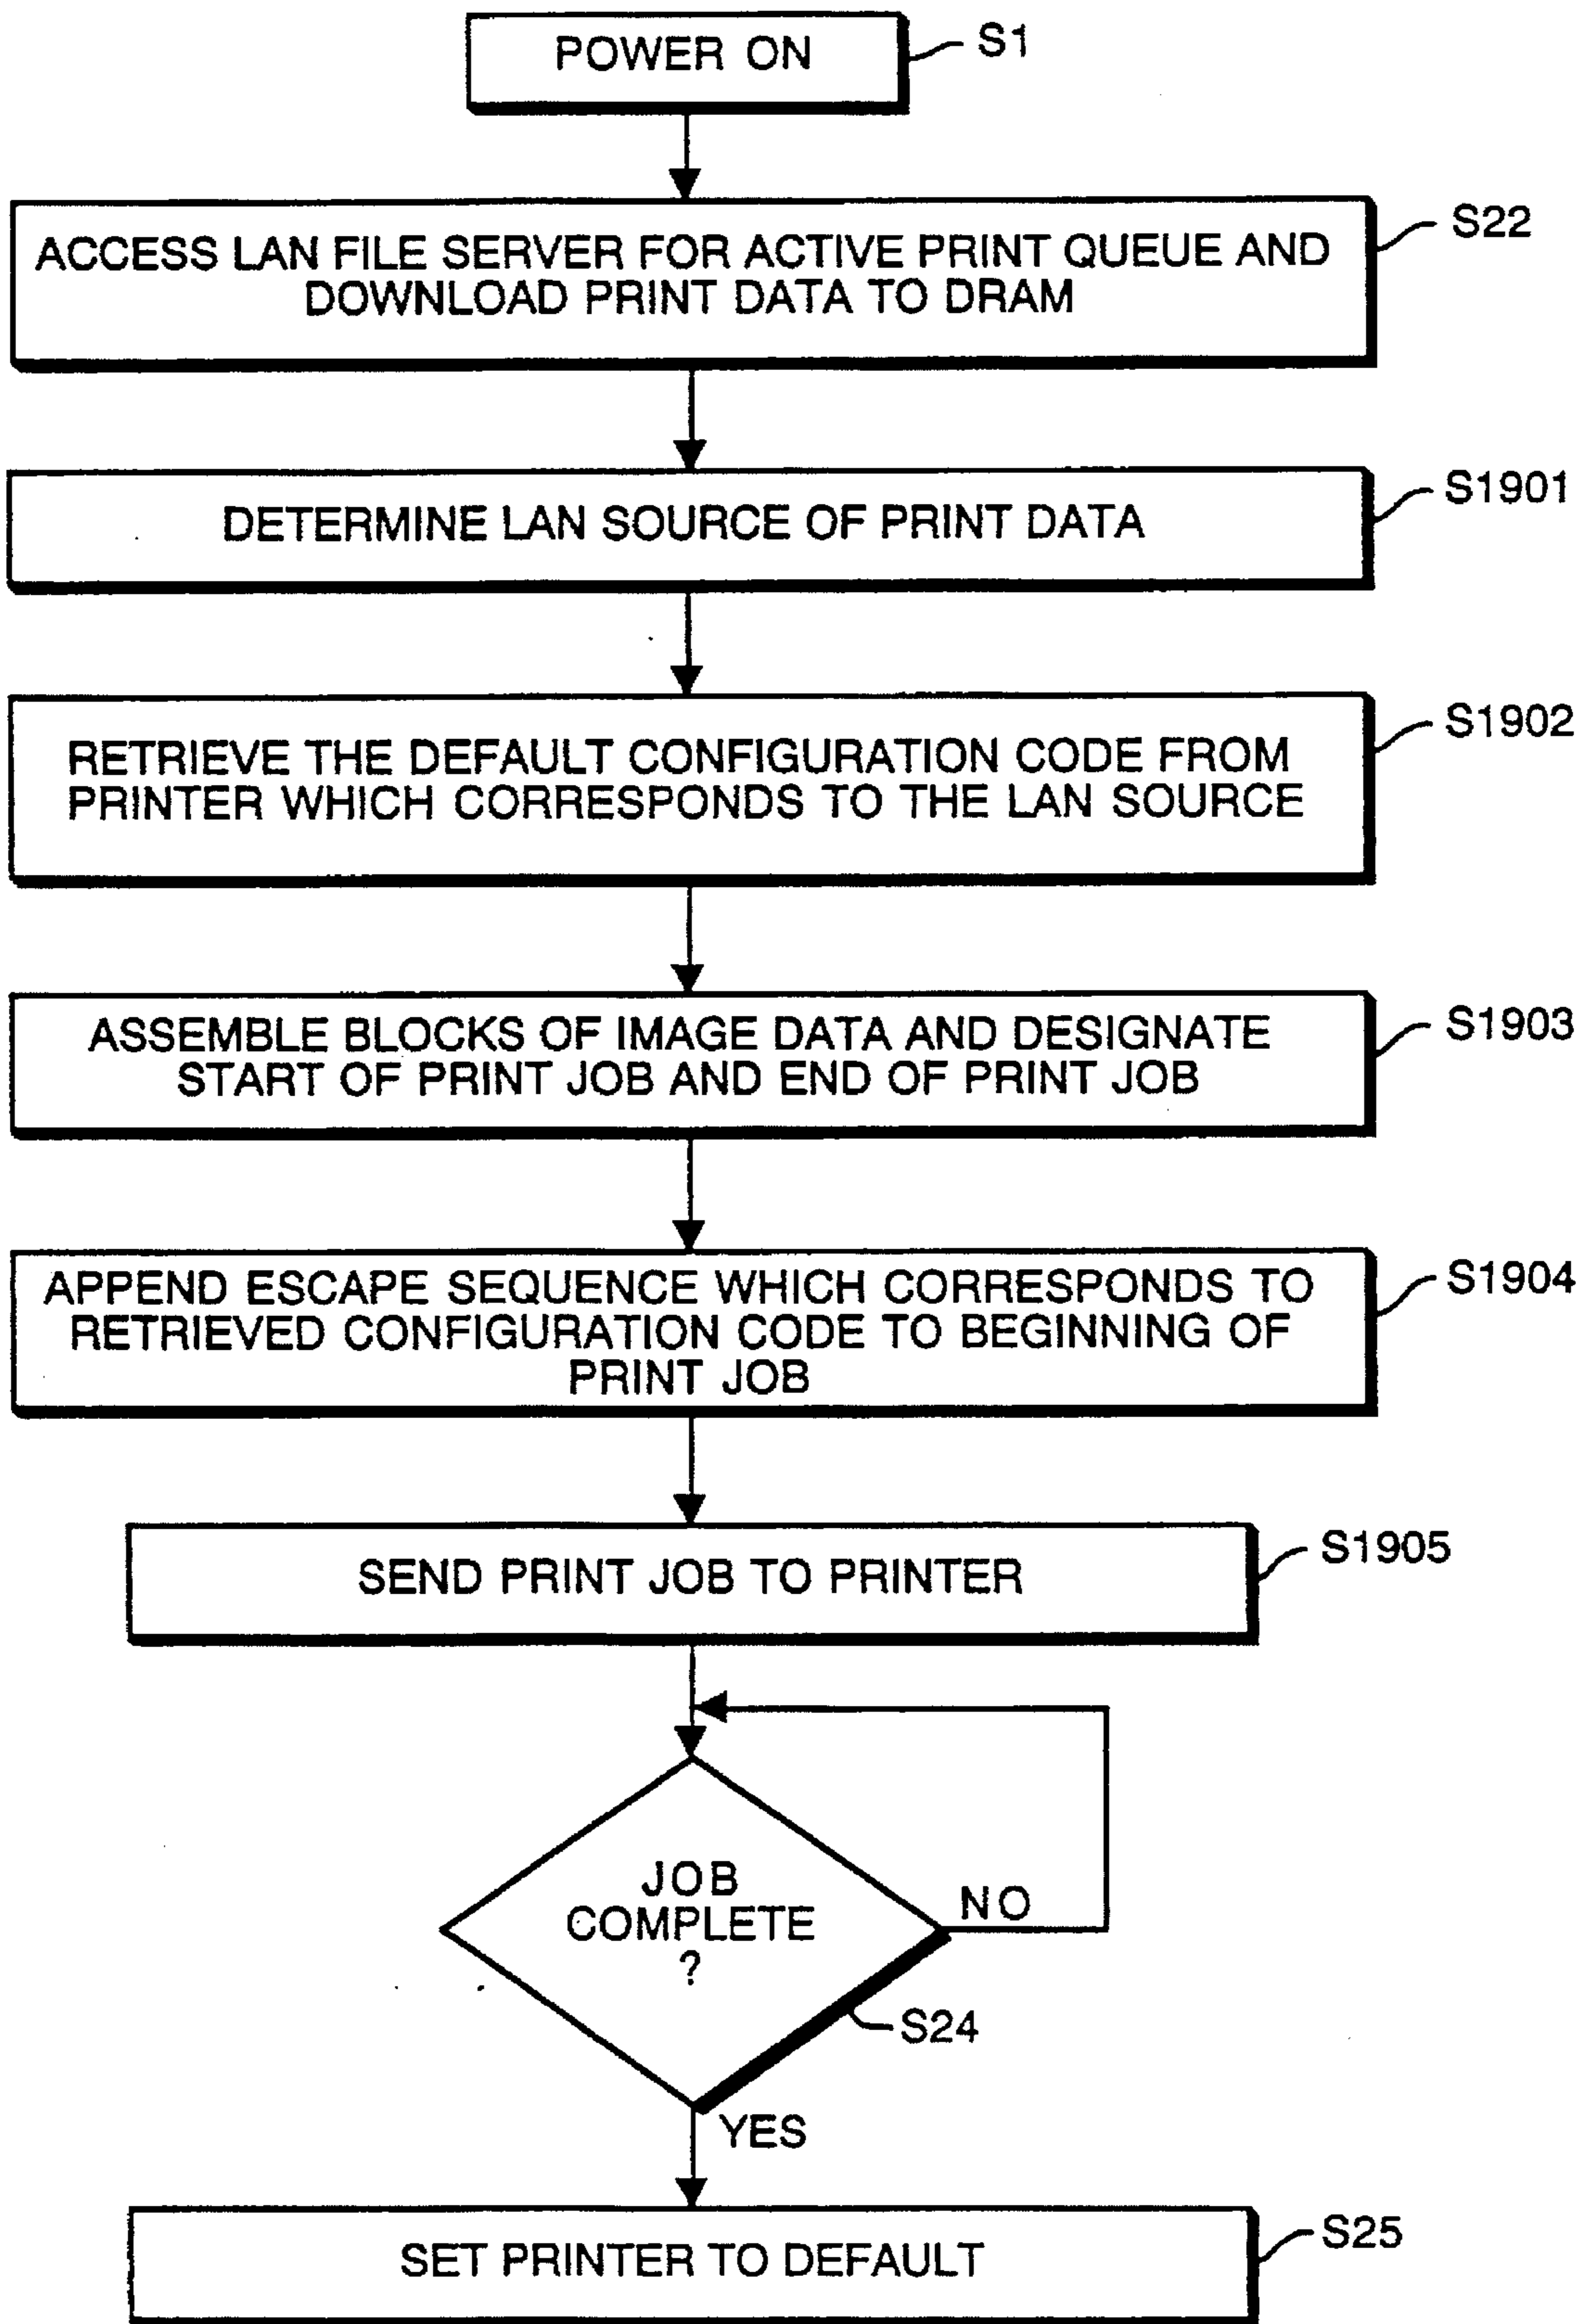 POWER ON
S1
ACCESS LAN FILE SERVER FOR ACTIVE PRINT QUEUE AND
DOWNLOAD PRINT DATA TO DRAM
S22
DETERMINE LAN SOURCE OF PRINT DATA
S1901
RETRIEVE THE DEFAULT CONFIGURATION CODE FROM
PRINTER WHICH CORRESPONDS TO THE LAN SOURCE
S1902
ASSEMBLE BLOCKS OF IMAGE DATA AND DESIGNATE
START OF PRINT JOB AND END OF PRINT JOB
S1903
APPEND ESCAPE SEQUENCE WHICH CORRESPONDS TO
RETRIEVED CONFIGURATION CODE TO BEGINNING OF
PRINT JOB
S1904
SEND PRINT JOB TO PRINTER
S1905
JOB
COMPLETE
?
NO
S24
YES
SET PRINTER TO DEFAULT
S25